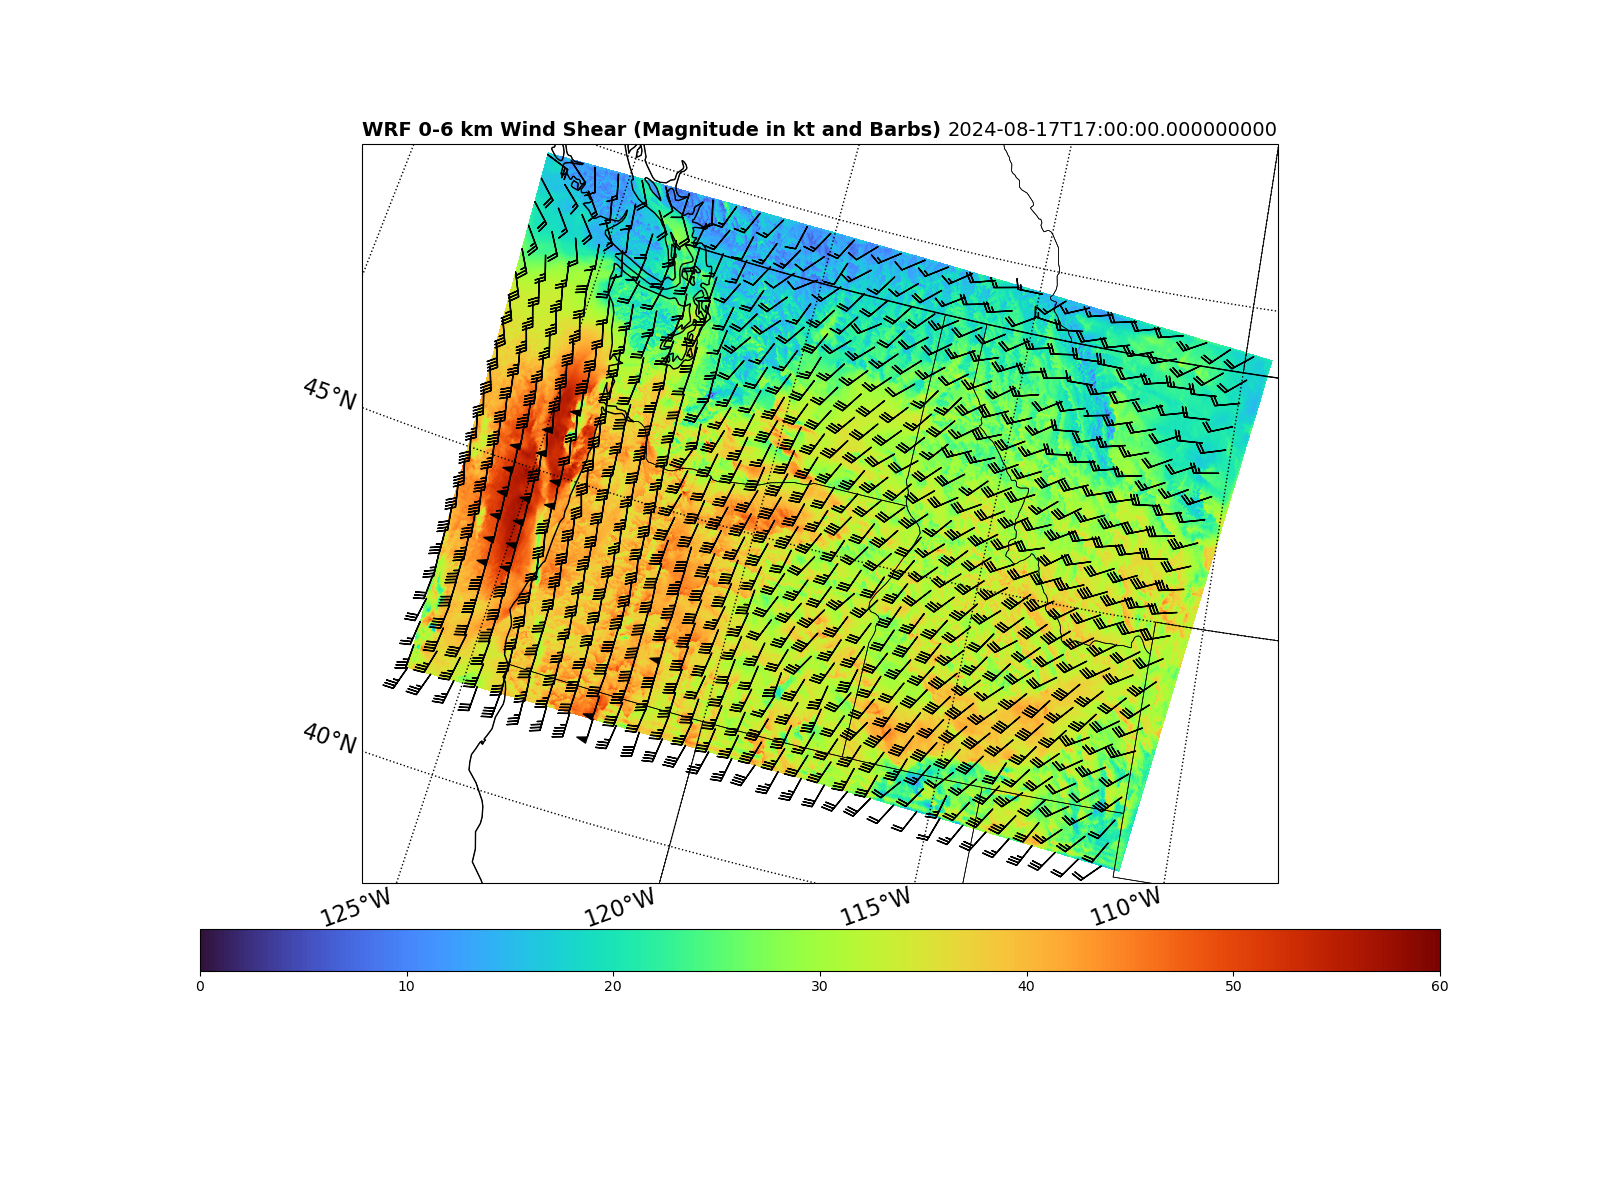 WRF 0-6 km Wind Shear (Magnitude in kt and Barbs) 2024-08-17T17:00:00.000000000
45°N
40°N
125°W 120°W 115°W 110°W
0 10 20 30 40 50 60